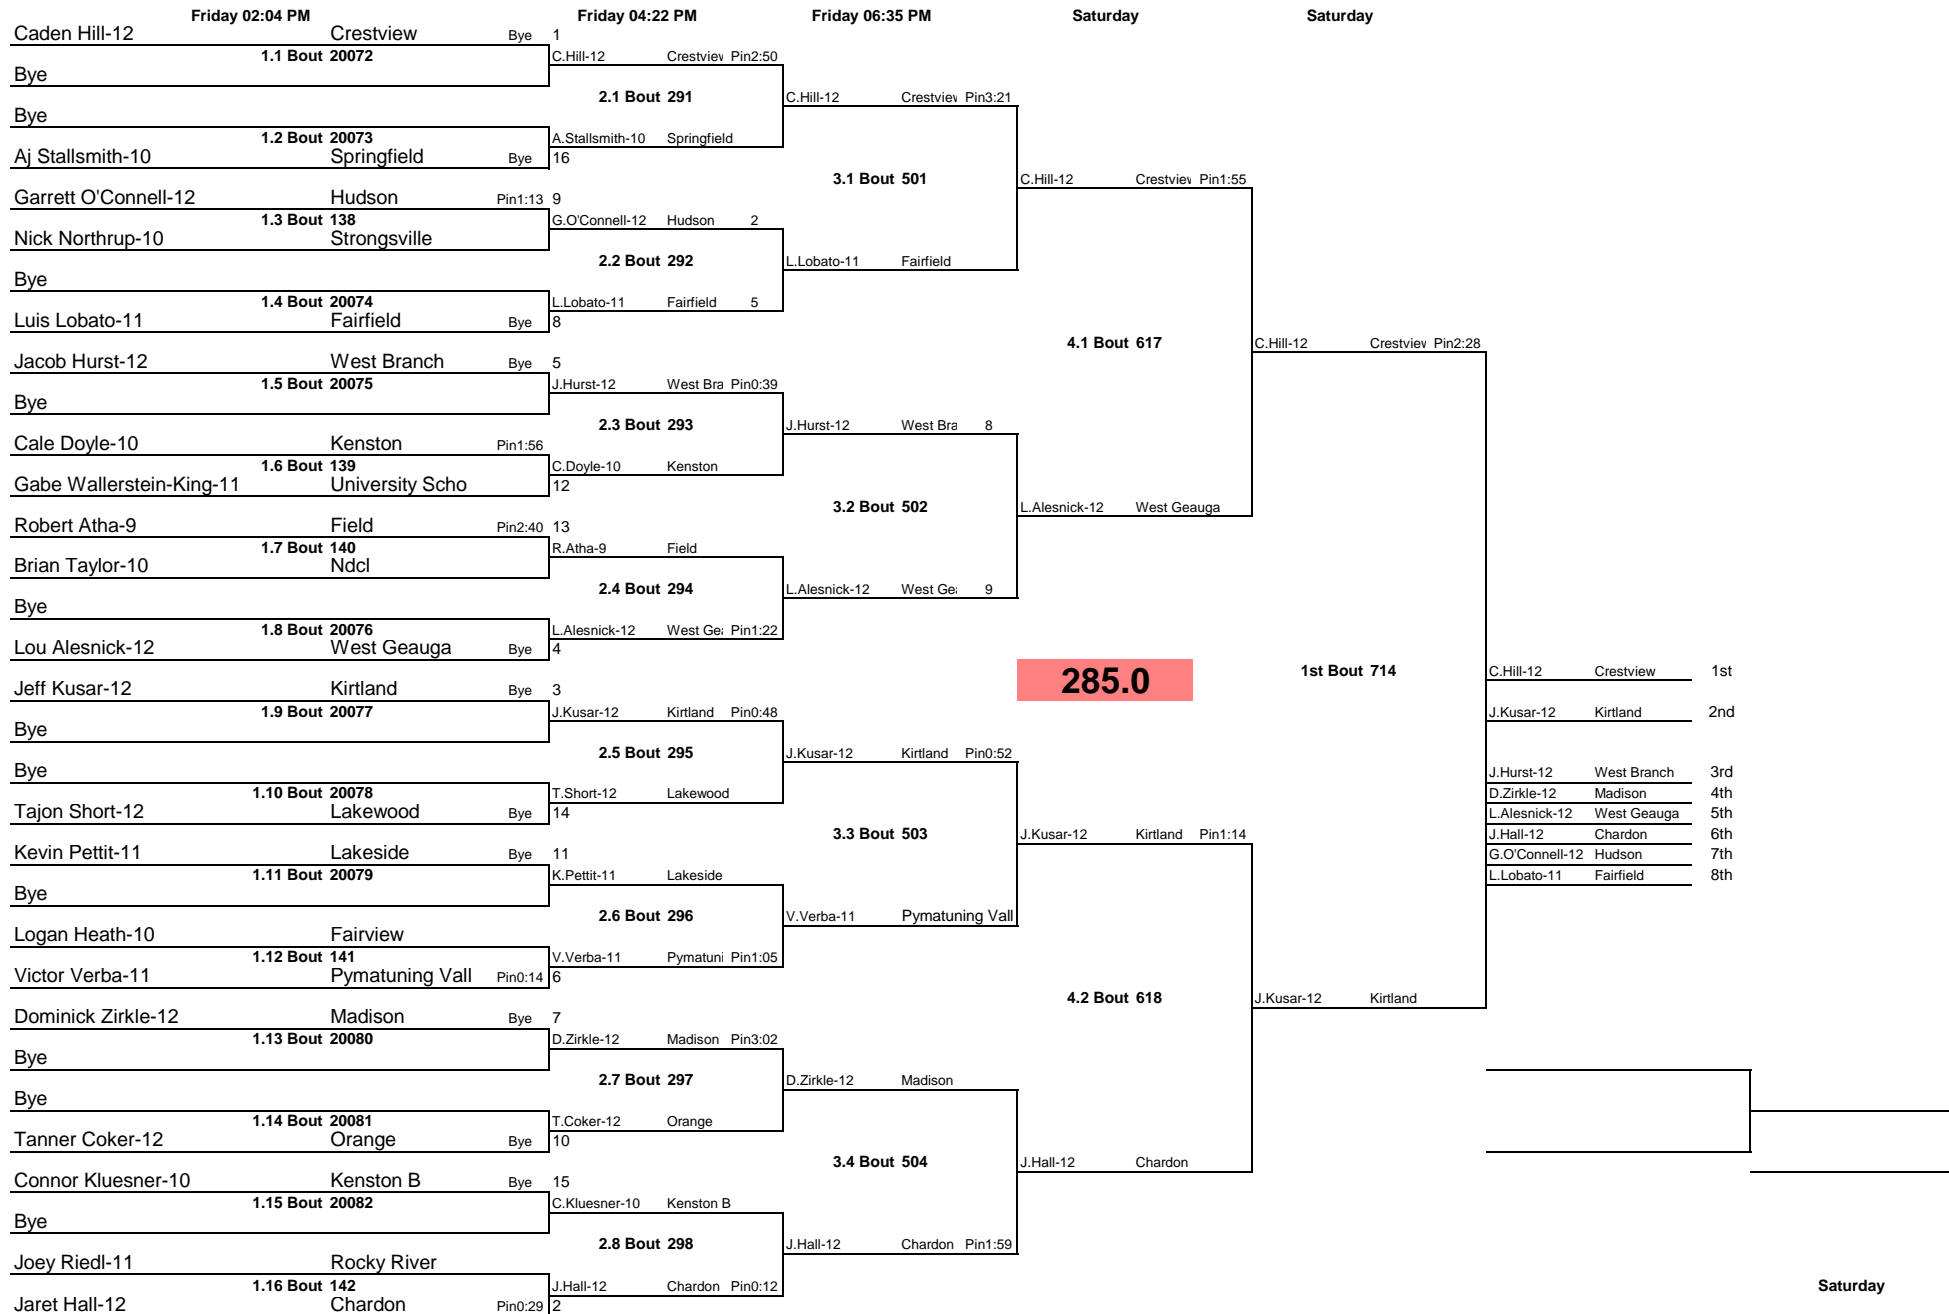 Friday 02:04 PM Friday 04:22 PM Friday 06:35 PM Saturday Saturday
Caden Hill-12 Crestview Bye 1
1.1 Bout 20072 C.Hill-12 Crestview Pin2:50
Bye
2.1 Bout 291 C.Hill-12 Crestview Pin3:21
Bye
1.2 Bout 20073 A.Stallsmith-10 Springfield
Aj Stallsmith-10 Springfield Bye 16
3.1 Bout 501 C.Hill-12 Crestview Pin1:55
Garrett O'Connell-12 Hudson Pin1:13 9
1.3 Bout 138 G.O'Connell-12 Hudson 2
Nick Northrup-10 Strongsville
2.2 Bout 292 L.Lobato-11 Fairfield
Bye
1.4 Bout 20074 L.Lobato-11 Fairfield 5
Luis Lobato-11 Fairfield Bye 8
4.1 Bout 617 C.Hill-12 Crestview Pin2:28
Jacob Hurst-12 West Branch Bye 5
1.5 Bout 20075 J.Hurst-12 West Bra Pin0:39
Bye
2.3 Bout 293 J.Hurst-12 West Bra 8
Cale Doyle-10 Kenston Pin1:56
1.6 Bout 139 C.Doyle-10 Kenston
Gabe Wallerstein-King-11 University Scho 12
3.2 Bout 502 L.Alesnick-12 West Geauga
Robert Atha-9 Field Pin2:40 13
1.7 Bout 140 R.Atha-9 Field
Brian Taylor-10 Ndcl
2.4 Bout 294 L.Alesnick-12 West Gea 9
Bye
1.8 Bout 20076 L.Alesnick-12 West Gea Pin1:22
Lou Alesnick-12 West Geauga Bye 4
285.0 1st Bout 714 C.Hill-12 Crestview 1st
Jeff Kusar-12 Kirtland Bye 3
1.9 Bout 20077 J.Kusar-12 Kirtland Pin0:48 J.Kusar-12 Kirtland 2nd
Bye
2.5 Bout 295 J.Kusar-12 Kirtland Pin0:52
Bye J.Hurst-12 West Branch 3rd
1.10 Bout 20078 T.Short-12 Lakewood D.Zirkle-12 Madison 4th
Tajon Short-12 Lakewood Bye 14 L.Alesnick-12 West Geauga 5th
3.3 Bout 503 J.Kusar-12 Kirtland Pin1:14 J.Hall-12 Chardon 6th
Kevin Pettit-11 Lakeside Bye 11 G.O'Connell-12 Hudson 7th
1.11 Bout 20079 K.Pettit-11 Lakeside L.Lobato-11 Fairfield 8th
Bye
2.6 Bout 296 V.Verba-11 Pymatuning Vall
Logan Heath-10 Fairview
1.12 Bout 141 V.Verba-11 Pymatuni Pin1:05
Victor Verba-11 Pymatuning Vall Pin0:14 6
4.2 Bout 618 J.Kusar-12 Kirtland
Dominick Zirkle-12 Madison Bye 7
1.13 Bout 20080 D.Zirkle-12 Madison Pin3:02
Bye
2.7 Bout 297 D.Zirkle-12 Madison
Bye
1.14 Bout 20081 T.Coker-12 Orange
Tanner Coker-12 Orange Bye 10
3.4 Bout 504 J.Hall-12 Chardon
Connor Kluesner-10 Kenston B Bye 15
1.15 Bout 20082 C.Kluesner-10 Kenston B
Bye
2.8 Bout 298 J.Hall-12 Chardon Pin1:59
Joey Riedl-11 Rocky River
1.16 Bout 142 J.Hall-12 Chardon Pin0:12 Saturday
Jaret Hall-12 Chardon Pin0:29 2